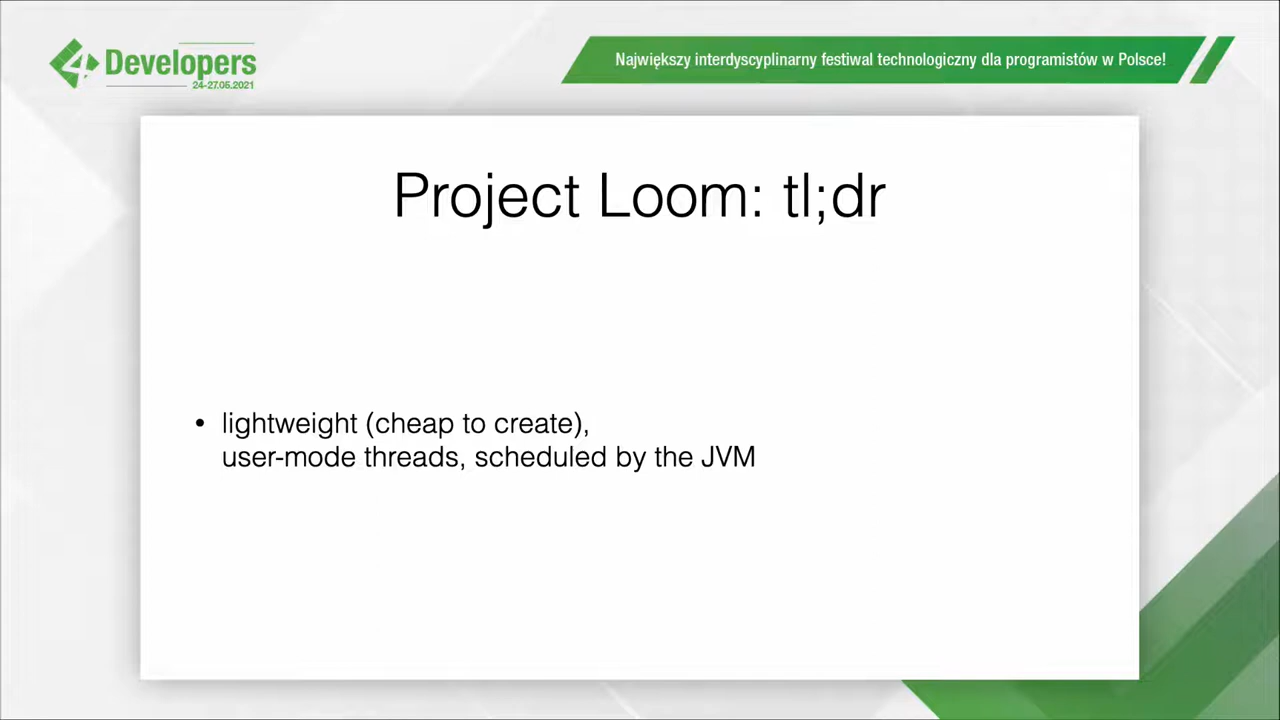 4Developers
24-27.05.2021
Największy interdyscyplinarny festiwal technologiczny dla programistów w Polsce!
Project Loom: tl;dr
• lightweight (cheap to create),
user-mode threads, scheduled by the JVM